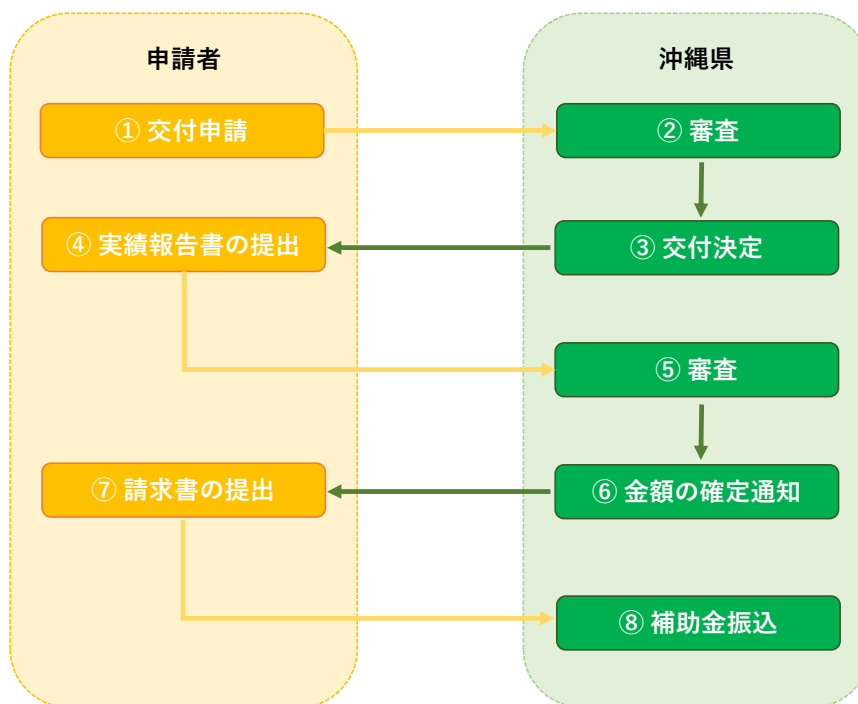 申請者
沖縄県
① 交付申請
② 審査
④ 実績報告書の提出
③ 交付決定
⑤ 審査
⑦ 請求書の提出
⑥ 金額の確定通知
⑧ 補助金振込